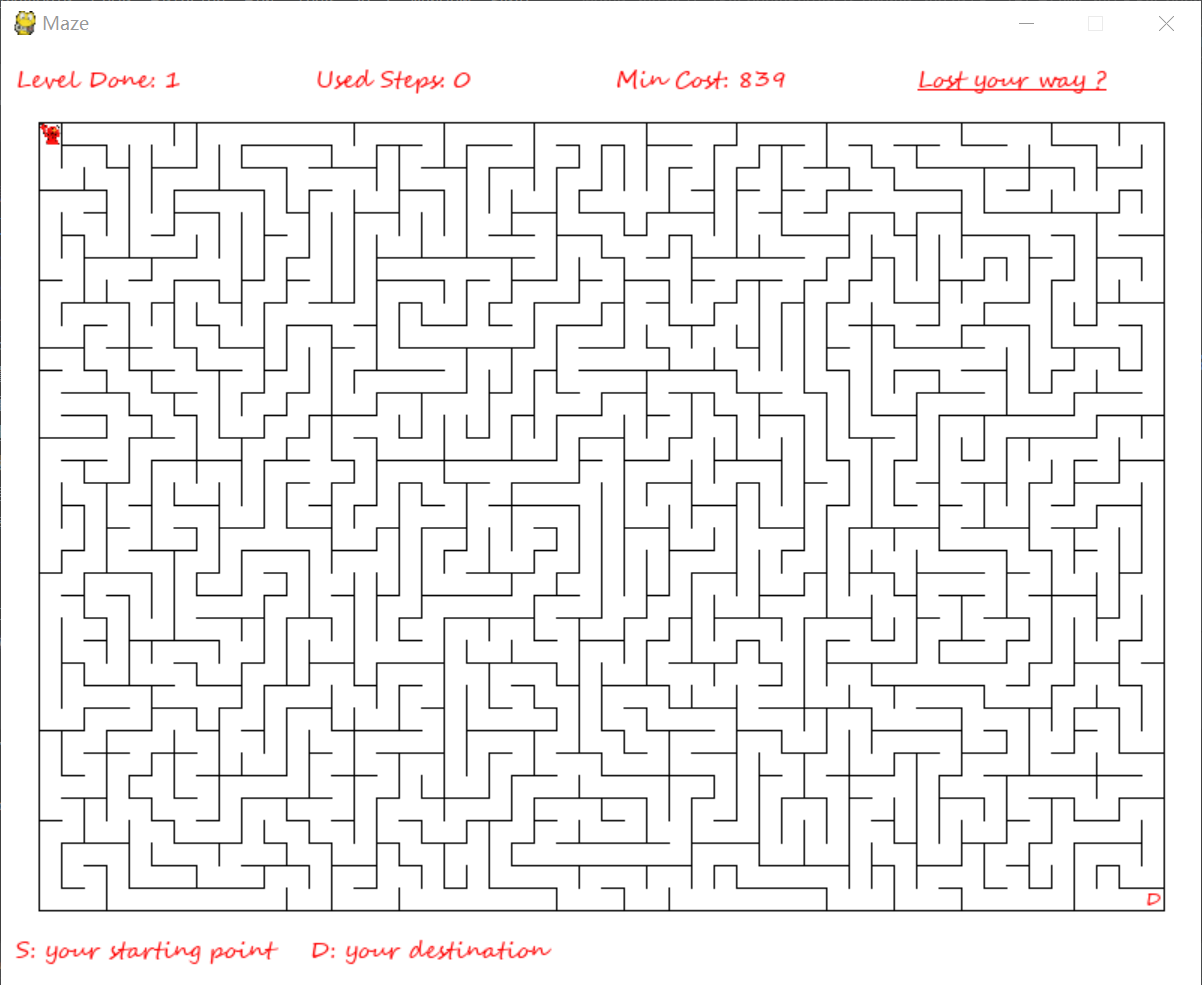 Maze
Level Done: 1 Used Steps: 0 Min Cost: 839 Lost your way ?
D
S: your starting point D: your destination